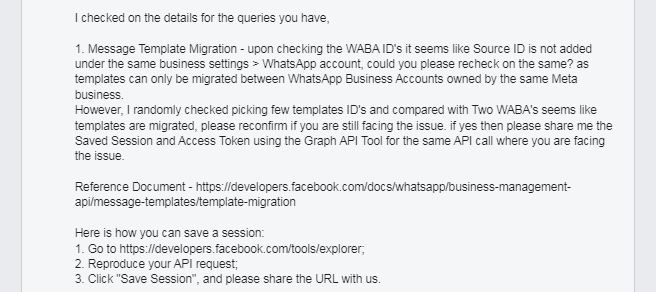 I checked on the details for the queries you have,
1. Message Template Migration - upon checking the WABA ID's it seems like Source ID is not added
under the same business settings > WhatsApp account, could you please recheck on the same? as
templates can only be migrated between WhatsApp Business Accounts owned by the same Meta
business.
However, I randomly checked picking few templates ID's and compared with Two WABA's seems like
templates are migrated, please reconfirm if you are still facing the issue. if yes then please share me the
Saved Session and Access Token using the Graph API Tool for the same API call where you are facing
the issue.
Reference Document - https://developers.facebook.com/docs/whatsapp/business-management-
api/message-templates/template-migration
Here is how you can save a session:
1. Go to https://developers.facebook.com/tools/explorer;
2. Reproduce your API request;
3. Click "Save Session", and please share the URL with us.